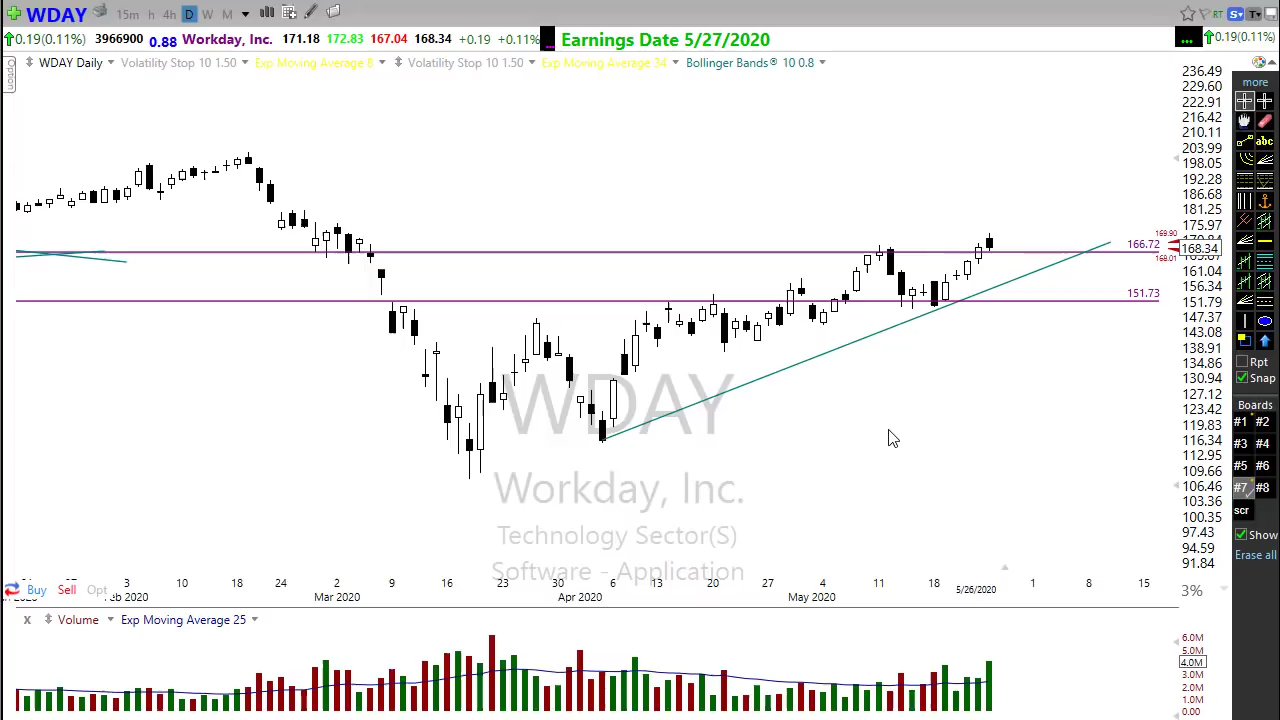 WDAY 15m h 4h D W M RT S T
0.19(0.11%) 3966900 0.88 Workday, Inc. 171.18 172.83 167.04 168.34 +0.19 +0.11% ... Earnings Date 5/27/2020 ... 0.19(0.11%)
Option WDAY Daily Volatility Stop 10 1.50 Exp Moving Average 8 Volatility Stop 10 1.50 Exp Moving Average 34 Bollinger Bands® 10 0.8
more
236.49
229.60
222.91
216.42
210.11
203.99
198.05
192.28
186.68
181.25
175.97
169.90
166.72
168.34
168.01
161.04
156.34
151.73
151.79
147.37
143.08
138.91
134.86
130.94
127.12
123.42
119.83
116.34
112.95
109.66
106.46
103.36
100.35
97.43
94.59
91.84
abc
Rpt
Snap
Boards
#1 #2
#3 #4
#5 #6
#7 #8
scr
Show
Erase all
WDAY
Workday, Inc.
Technology Sector(S)
Software - Application
3 10 18 24 2 9 16 23 30 6 13 20 27 4 11 18 5/26/2020 1 8 15
Feb 2020 Mar 2020 Apr 2020 May 2020
Buy Sell Opt 3%
x Volume Exp Moving Average 25
6.0M
5.0M
4.0M
3.0M
2.0M
1.0M
0.00